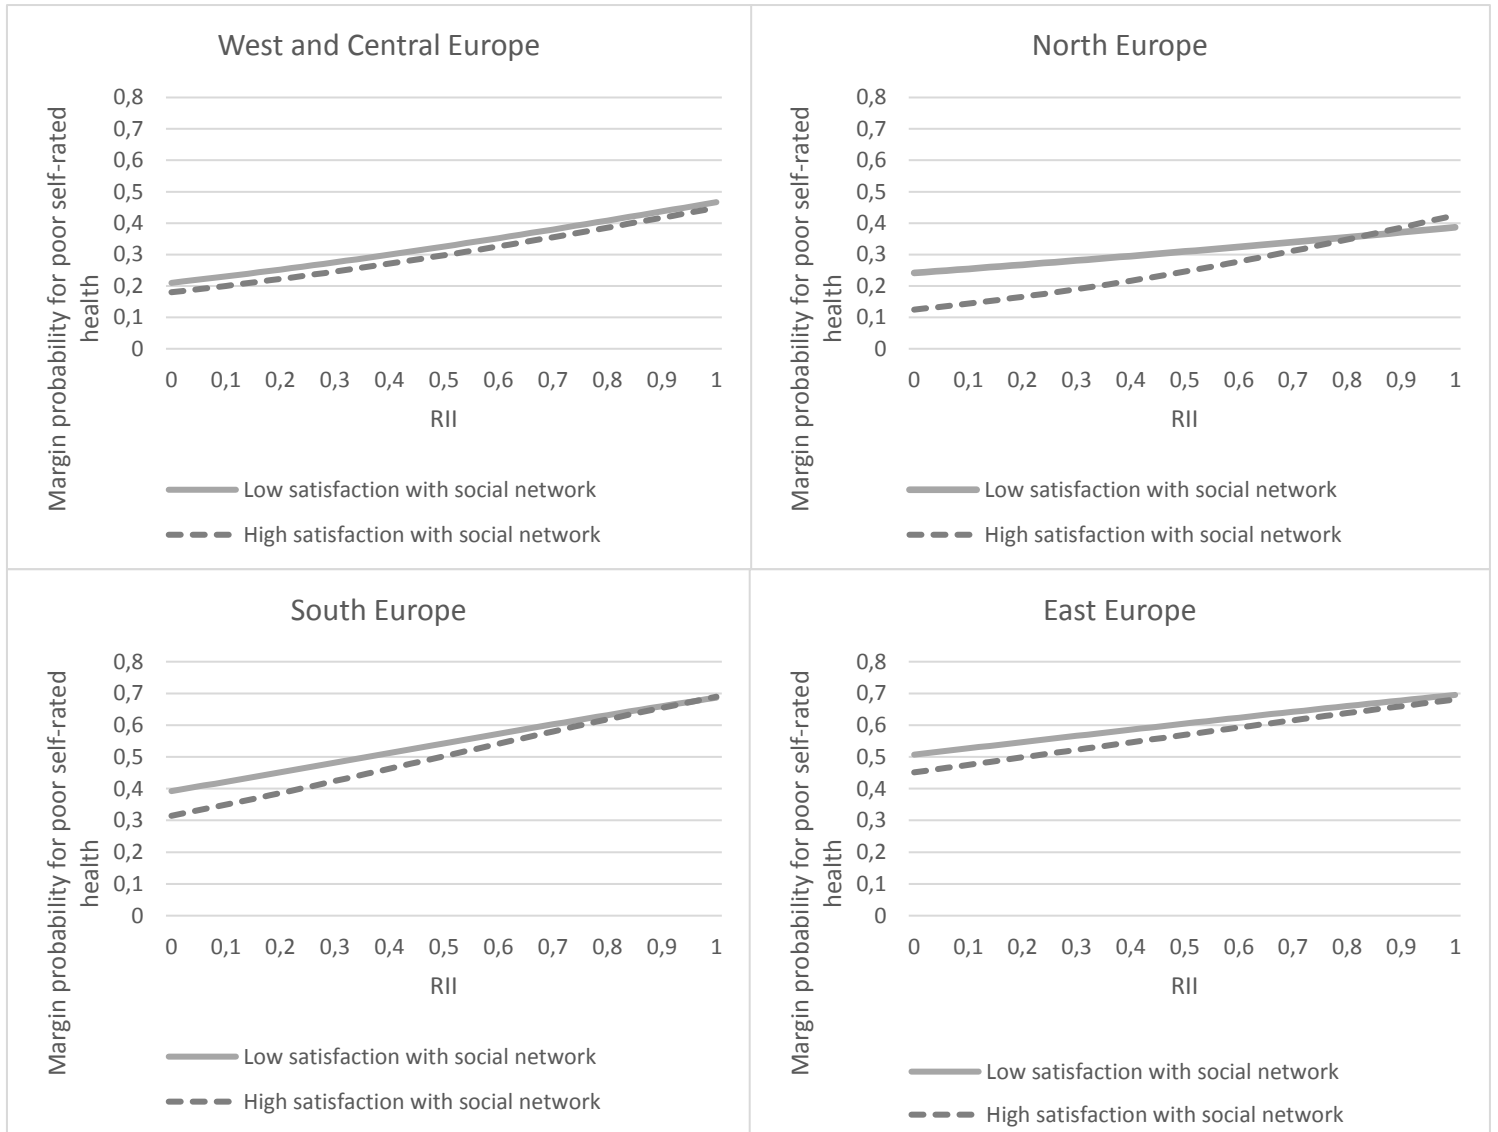 West and Central Europe
Margin probability for poor self-rated
health
0,8
0,7
0,6
0,5
0,4
0,3
0,2
0,1
0
0 0,1 0,2 0,3 0,4 0,5 0,6 0,7 0,8 0,9 1
RII
Low satisfaction with social network
High satisfaction with social network
North Europe
Margin probability for poor self-rated
health
0,8
0,7
0,6
0,5
0,4
0,3
0,2
0,1
0
0 0,1 0,2 0,3 0,4 0,5 0,6 0,7 0,8 0,9 1
RII
Low satisfaction with social network
High satisfaction with social network
South Europe
Margin probability for poor self-rated
health
0,8
0,7
0,6
0,5
0,4
0,3
0,2
0,1
0
0 0,1 0,2 0,3 0,4 0,5 0,6 0,7 0,8 0,9 1
RII
Low satisfaction with social network
High satisfaction with social network
East Europe
Margin probability for poor self-rated
health
0,8
0,7
0,6
0,5
0,4
0,3
0,2
0,1
0
0 0,1 0,2 0,3 0,4 0,5 0,6 0,7 0,8 0,9 1
RII
Low satisfaction with social network
High satisfaction with social network